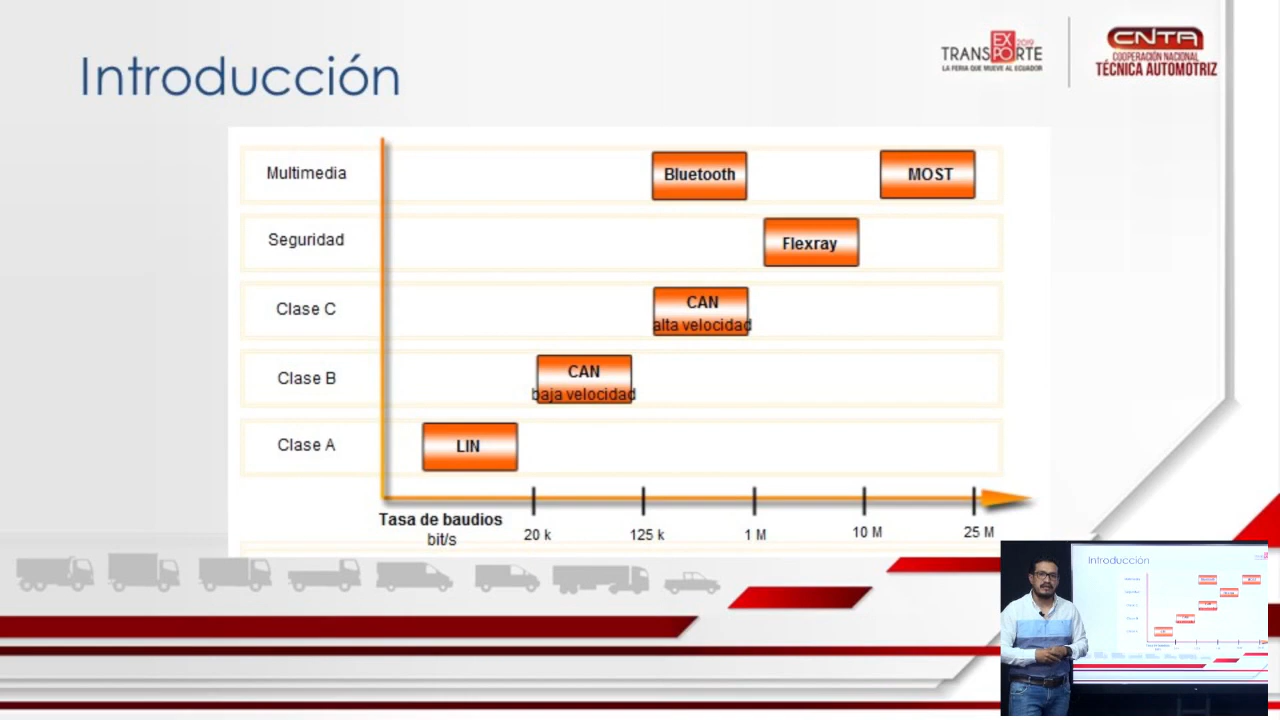 Introducción
EXPO
2019
TRANSPORTE
LA FERIA QUE MUEVE AL ECUADOR
CNTA
COOPERACIÓN NACIONAL
TÉCNICA AUTOMOTRIZ
Multimedia
Bluetooth
MOST
Seguridad
Flexray
Clase C
CAN
alta velocidad
Clase B
CAN
baja velocidad
Clase A
LIN
Tasa de baudios
bit/s
20 k
125 k
1 M
10 M
25 M
Introducción